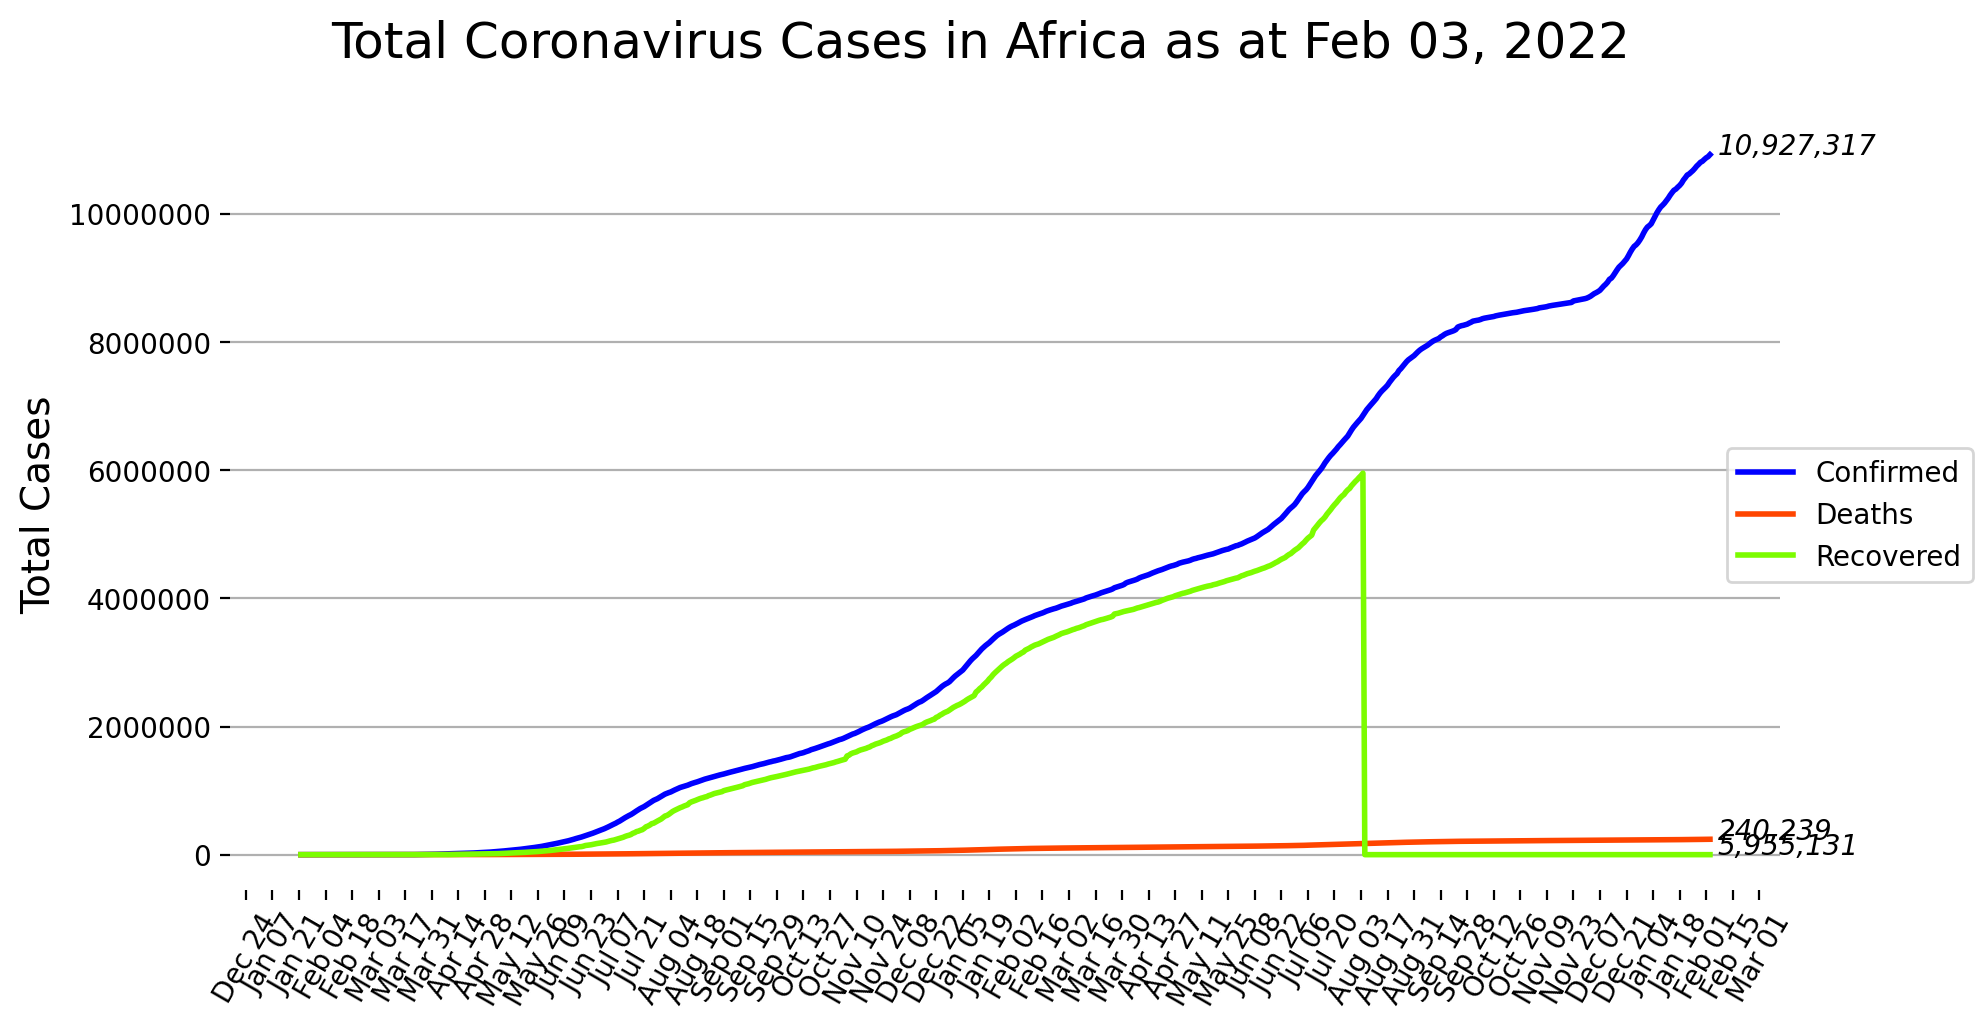 Total Coronavirus Cases in Africa as at Feb 03, 2022
Total Cases
10000000
8000000
6000000
4000000
2000000
0
10,927,317
240,239
5,955,131
Confirmed
Deaths
Recovered
Dec 24
Jan 07
Jan 21
Feb 04
Feb 18
Mar 03
Mar 17
Mar 31
Apr 14
Apr 28
May 12
May 26
Jun 09
Jun 23
Jul 07
Jul 21
Aug 04
Aug 18
Sep 01
Sep 15
Sep 29
Oct 13
Oct 27
Nov 10
Nov 24
Dec 08
Dec 22
Jan 05
Jan 19
Feb 02
Feb 16
Mar 02
Mar 16
Mar 30
Apr 13
Apr 27
May 11
May 25
Jun 08
Jun 22
Jul 06
Jul 20
Aug 03
Aug 17
Aug 31
Sep 14
Sep 28
Oct 12
Oct 26
Nov 09
Nov 23
Dec 07
Dec 21
Jan 04
Jan 18
Feb 01
Feb 15
Mar 01